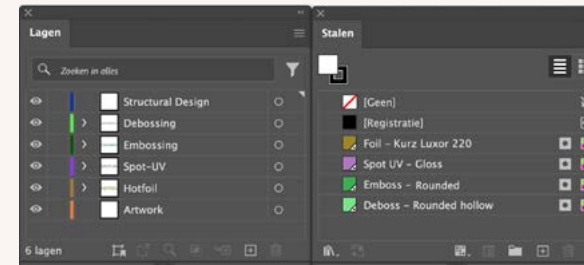 Lagen
Zoeken in alles
Structural Design
Debossing
Embossing
Spot-UV
Hotfoil
Artwork
6 lagen
Stalen
[Geen]
[Registratie]
Foil - Kurz Luxor 220
Spot UV - Gloss
Emboss - Rounded
Deboss - Rounded hollow